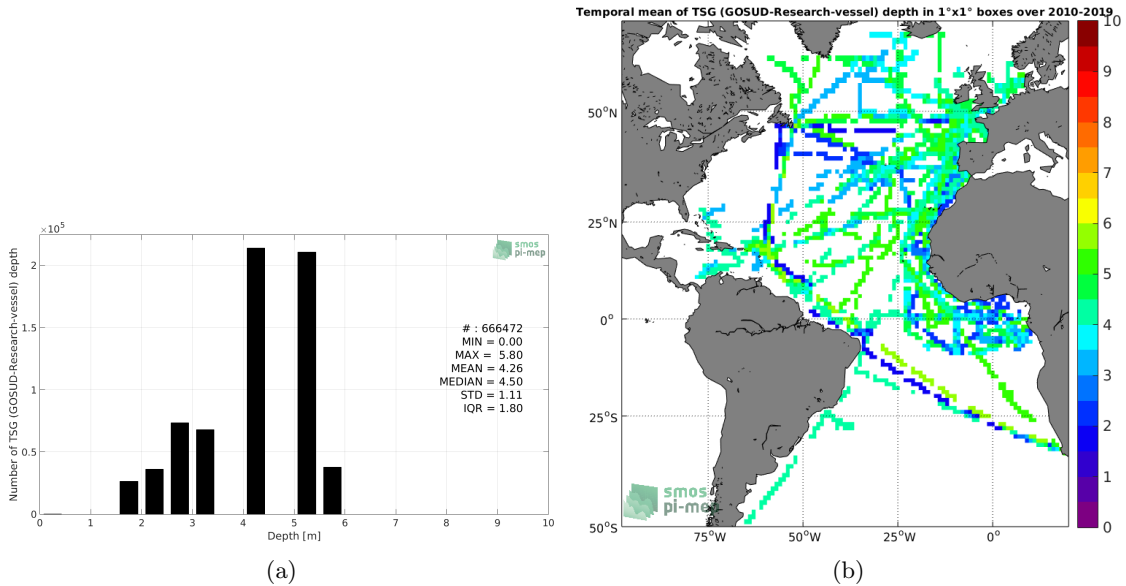 ×10⁵
2
1.5
1
0.5
0
Number of TSG (GOSUD-Research-vessel) depth
smos
pi-mep
# : 666472
MIN = 0.00
MAX = 5.80
MEAN = 4.26
MEDIAN = 4.50
STD = 1.11
IQR = 1.80
0 1 2 3 4 5 6 7 8 9 10
Depth [m]
(a)
Temporal mean of TSG (GOSUD-Research-vessel) depth in 1°x1° boxes over 2010-2019
50°N
25°N
0°
25°S
50°S
75°W 50°W 25°W 0°
smos
pi-mep
10
9
8
7
6
5
4
3
2
1
0
(b)